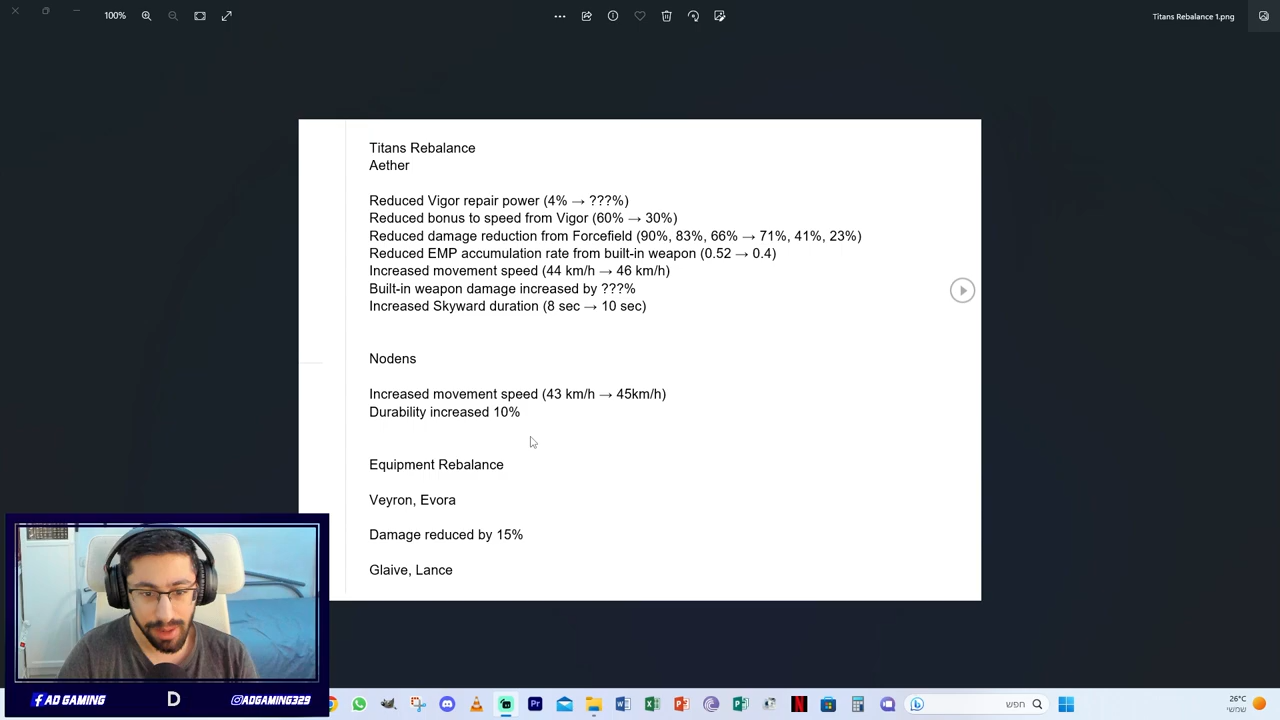 100%
Titans Rebalance 1.png
Titans Rebalance
Aether
Reduced Vigor repair power (4% → ???%)
Reduced bonus to speed from Vigor (60% → 30%)
Reduced damage reduction from Forcefield (90%, 83%, 66% → 71%, 41%, 23%)
Reduced EMP accumulation rate from built-in weapon (0.52 → 0.4)
Increased movement speed (44 km/h → 46 km/h)
Built-in weapon damage increased by ???%
Increased Skyward duration (8 sec → 10 sec)
Nodens
Increased movement speed (43 km/h → 45km/h)
Durability increased 10%
Equipment Rebalance
Veyron, Evora
Damage reduced by 15%
Glaive, Lance
f AD GAMING
D
@ADGAMING329
חפש
26°C
שמשי